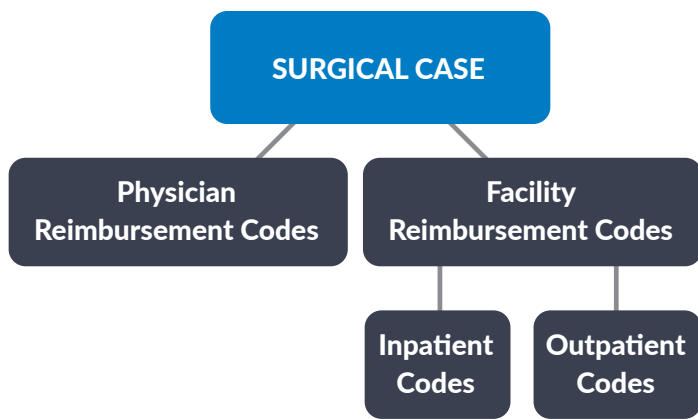 SURGICAL CASE
Physician
Reimbursement Codes
Facility
Reimbursement Codes
Inpatient
Codes
Outpatient
Codes